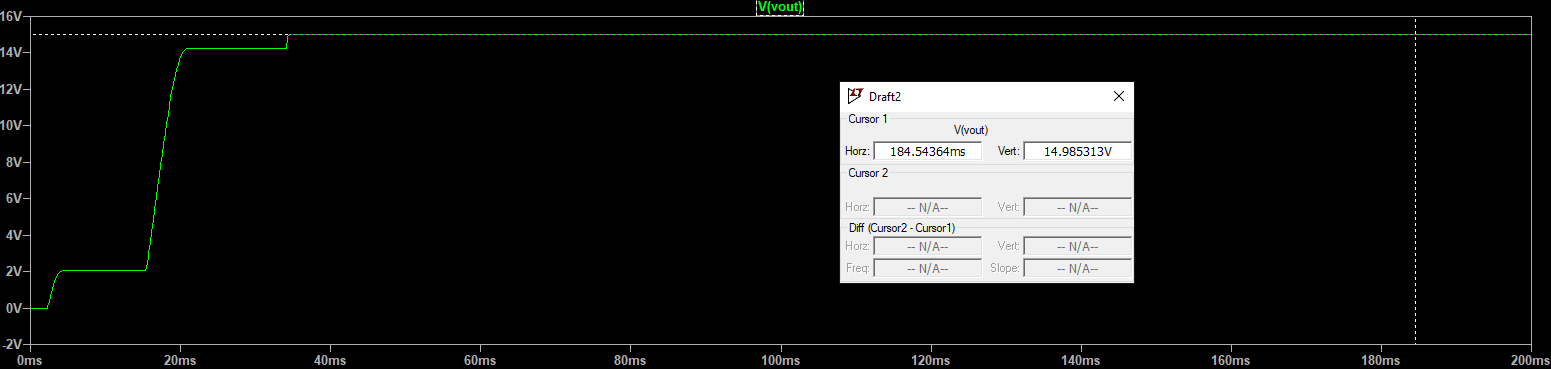 V(vout)
16V
14V
12V
10V
8V
6V
4V
2V
0V
-2V
0ms 20ms 40ms 60ms 80ms 100ms 120ms 140ms 160ms 180ms 200ms
Draft2
Cursor 1
V(vout)
Horz: 184.54364ms Vert: 14.985313V
Cursor 2
Horz: -- N/A-- Vert: -- N/A--
Diff (Cursor2 - Cursor1)
Horz: -- N/A-- Vert: -- N/A--
Freq: -- N/A-- Slope: -- N/A--